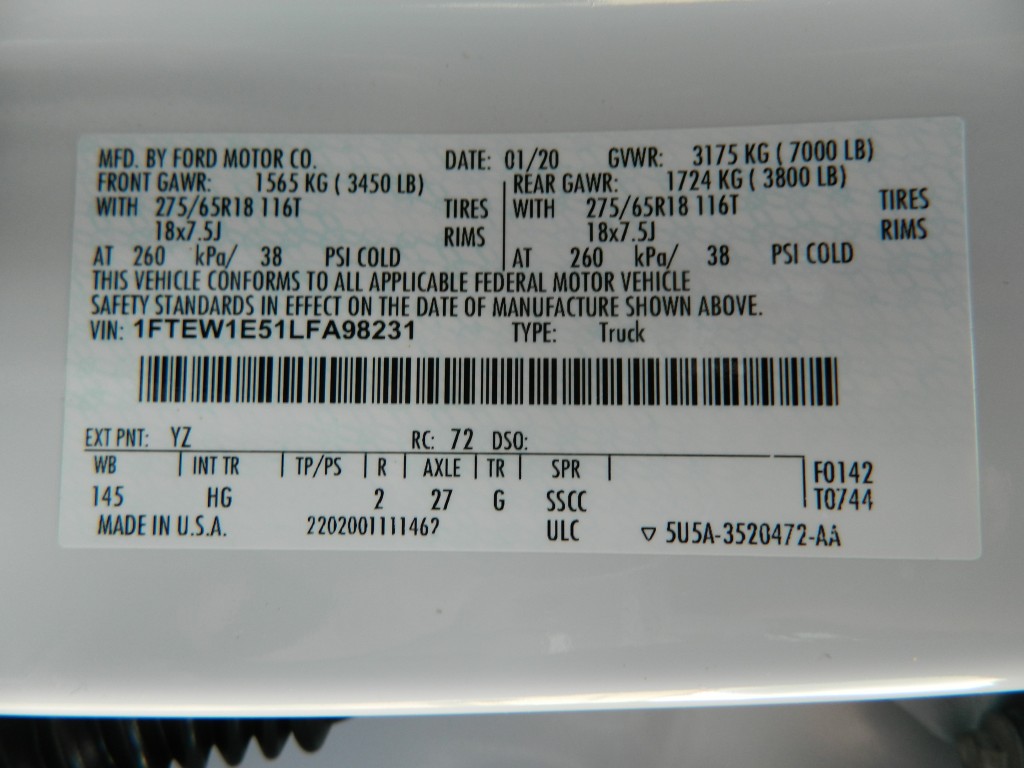 MFD. BY FORD MOTOR CO. DATE: 01/20 GVWR: 3175 KG ( 7000 LB)
FRONT GAWR: 1565 KG ( 3450 LB) REAR GAWR: 1724 KG ( 3800 LB)
WITH 275/65R18 116T TIRES WITH 275/65R18 116T TIRES
18x7.5J RIMS 18x7.5J RIMS
AT 260 kPa/ 38 PSI COLD AT 260 kPa/ 38 PSI COLD
THIS VEHICLE CONFORMS TO ALL APPLICABLE FEDERAL MOTOR VEHICLE
SAFETY STANDARDS IN EFFECT ON THE DATE OF MANUFACTURE SHOWN ABOVE.
VIN: 1FTEW1E51LFA98231 TYPE: Truck
EXT PNT: YZ RC: 72 DSO:
WB INT TR TP/PS R AXLE TR SPR F0142
145 HG 2 27 G SSCC T0744
MADE IN U.S.A. 2202001111467 ULC ▽ 5U5A-3520472-AA